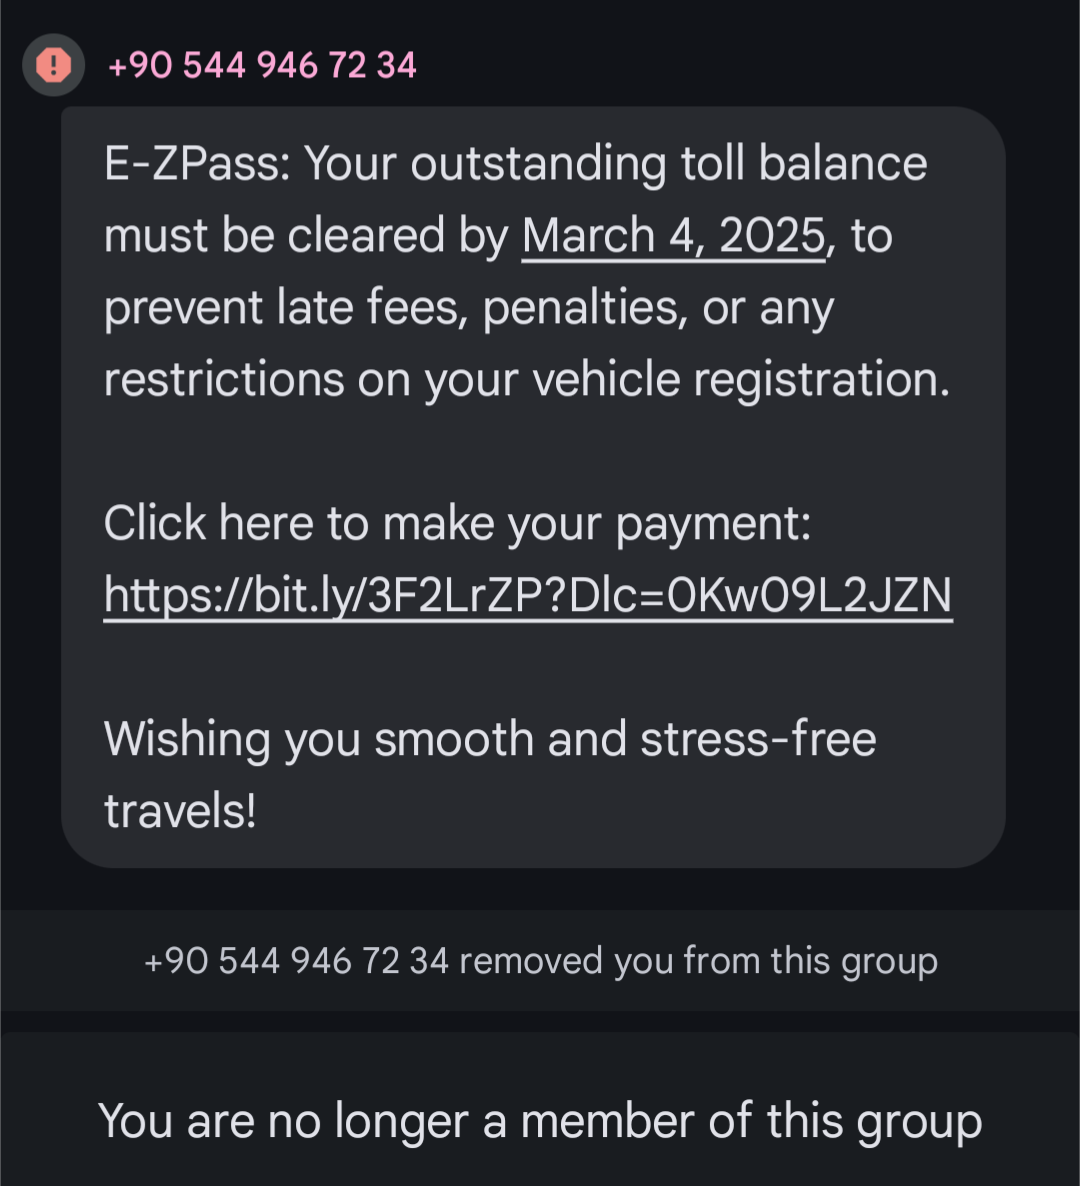 +90 544 946 72 34
E-ZPass: Your outstanding toll balance
must be cleared by March 4, 2025, to
prevent late fees, penalties, or any
restrictions on your vehicle registration.
Click here to make your payment:
https://bit.ly/3F2LrZP?Dlc=0Kw09L2JZN
Wishing you smooth and stress-free
travels!
+90 544 946 72 34 removed you from this group
You are no longer a member of this group